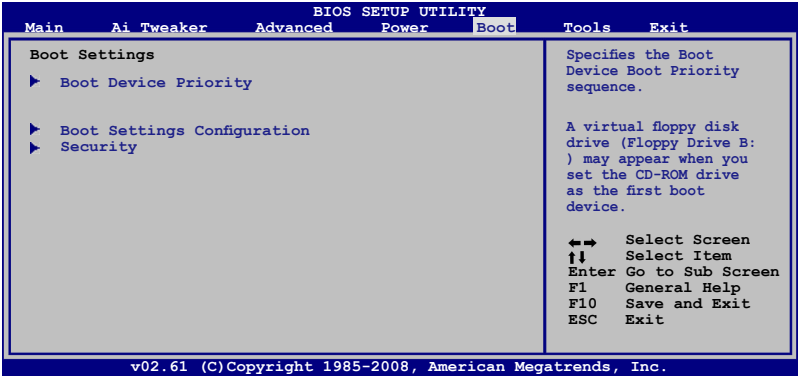 BIOS SETUP UTILITY
Main Ai Tweaker Advanced Power Boot Tools Exit
Boot Settings
Boot Device Priority
Boot Settings Configuration
Security
Specifies the Boot
Device Boot Priority
sequence.
A virtual floppy disk
drive (Floppy Drive B:
) may appear when you
set the CD-ROM drive
as the first boot
device.
Select Screen
Select Item
Enter Go to Sub Screen
F1 General Help
F10 Save and Exit
ESC Exit
v02.61 (C)Copyright 1985-2008, American Megatrends, Inc.